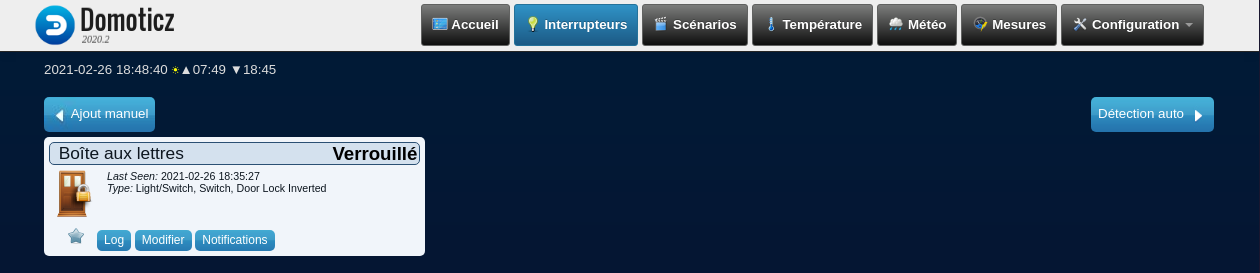 Domoticz
2020.2
Accueil
Interrupteurs
Scénarios
Température
Météo
Mesures
Configuration
2021-02-26 18:48:40 ☀▲07:49 ▼18:45
Ajout manuel
Détection auto
Boîte aux lettres
Verrouillé
Last Seen: 2021-02-26 18:35:27
Type: Light/Switch, Switch, Door Lock Inverted
Log
Modifier
Notifications